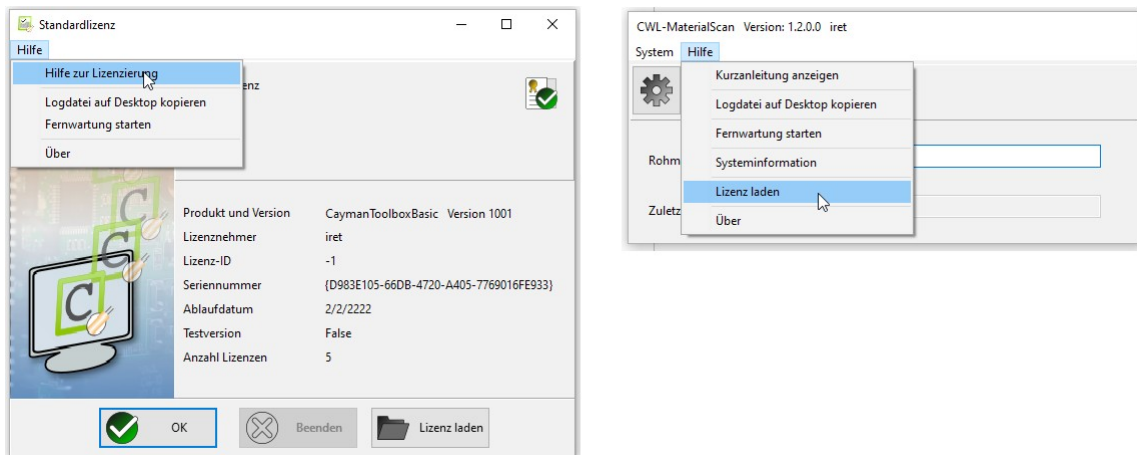 Standardlizenz
Hilfe
Hilfe zur Lizenzierung
Logdatei auf Desktop kopieren
Fernwartung starten
Über
enz
Produkt und Version CaymanToolboxBasic Version 1001
Lizenznehmer iret
Lizenz-ID -1
Seriennummer {D983E105-66DB-4720-A405-7769016FE933}
Ablaufdatum 2/2/2222
Testversion False
Anzahl Lizenzen 5
C
C
C
OK Beenden Lizenz laden
CWL-MaterialScan Version: 1.2.0.0 iret
System Hilfe
Kurzanleitung anzeigen
Logdatei auf Desktop kopieren
Fernwartung starten
Systeminformation
Lizenz laden
Über
Rohm
Zuletz